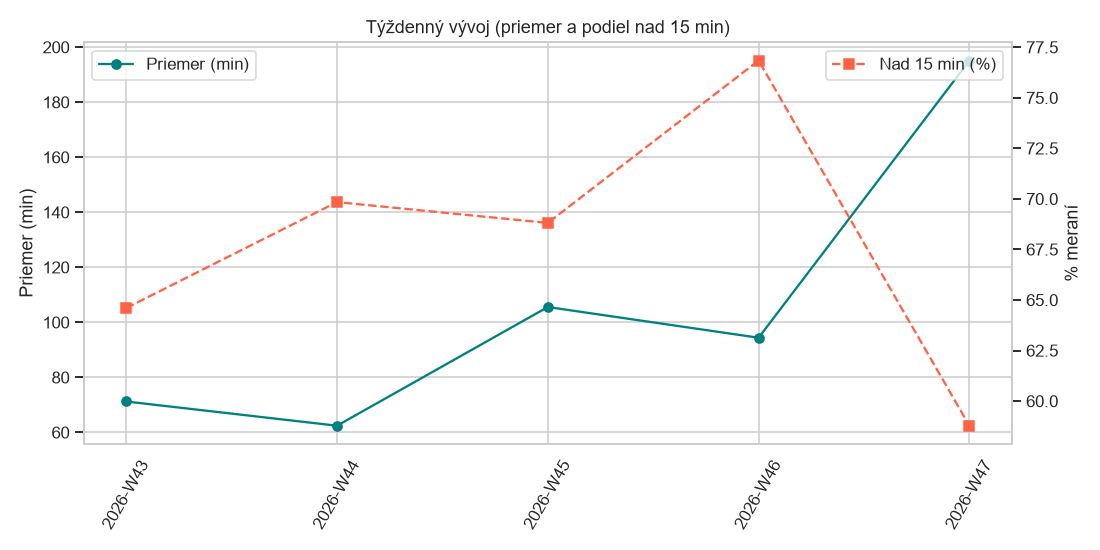 Týždenný vývoj (priemer a podiel nad 15 min)
Priemer (min)
Nad 15 min (%)
Priemer (min)
200
180
160
140
120
100
80
60
% meraní
77.5
75.0
72.5
70.0
67.5
65.0
62.5
60.0
2026-W43
2026-W44
2026-W45
2026-W46
2026-W47